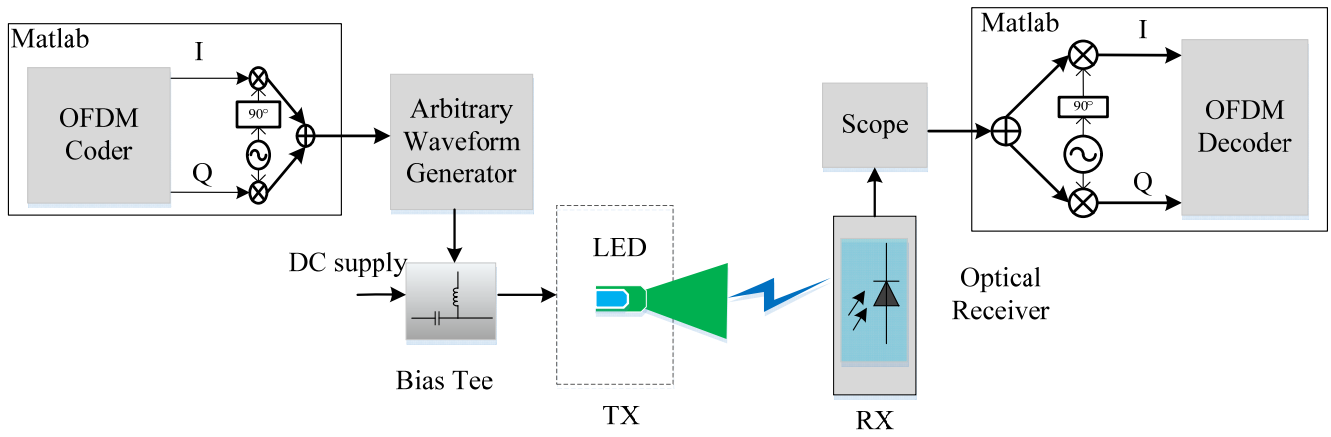 Matlab
I
OFDM
Coder
90°
Q
Arbitrary
Waveform
Generator
DC supply
Bias Tee
LED
TX
Scope
RX
Optical
Receiver
Matlab
I
90°
OFDM
Decoder
Q